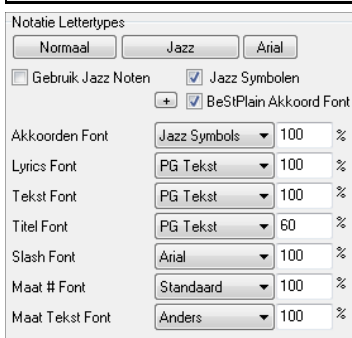 Notatie Lettertypes
Normaal Jazz Arial
Gebruik Jazz Noten Jazz Symbolen
+ BeStPlain Akkoord Font
Akkoorden Font Jazz Symbols 100 %
Lyrics Font PG Tekst 100 %
Tekst Font PG Tekst 100 %
Titel Font PG Tekst 60 %
Slash Font Arial 100 %
Maat # Font Standaard 100 %
Maat Tekst Font Anders 100 %